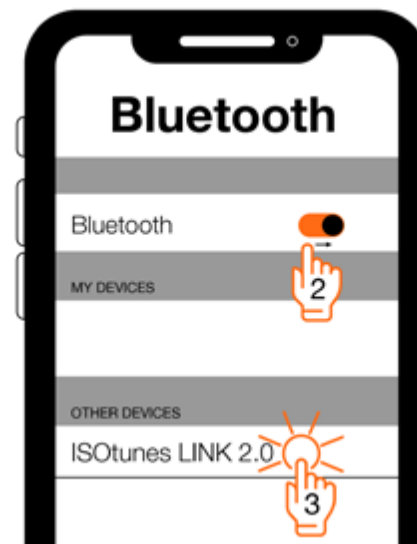 Bluetooth
Bluetooth
2
MY DEVICES
OTHER DEVICES
ISOtunes LINK 2.0
3